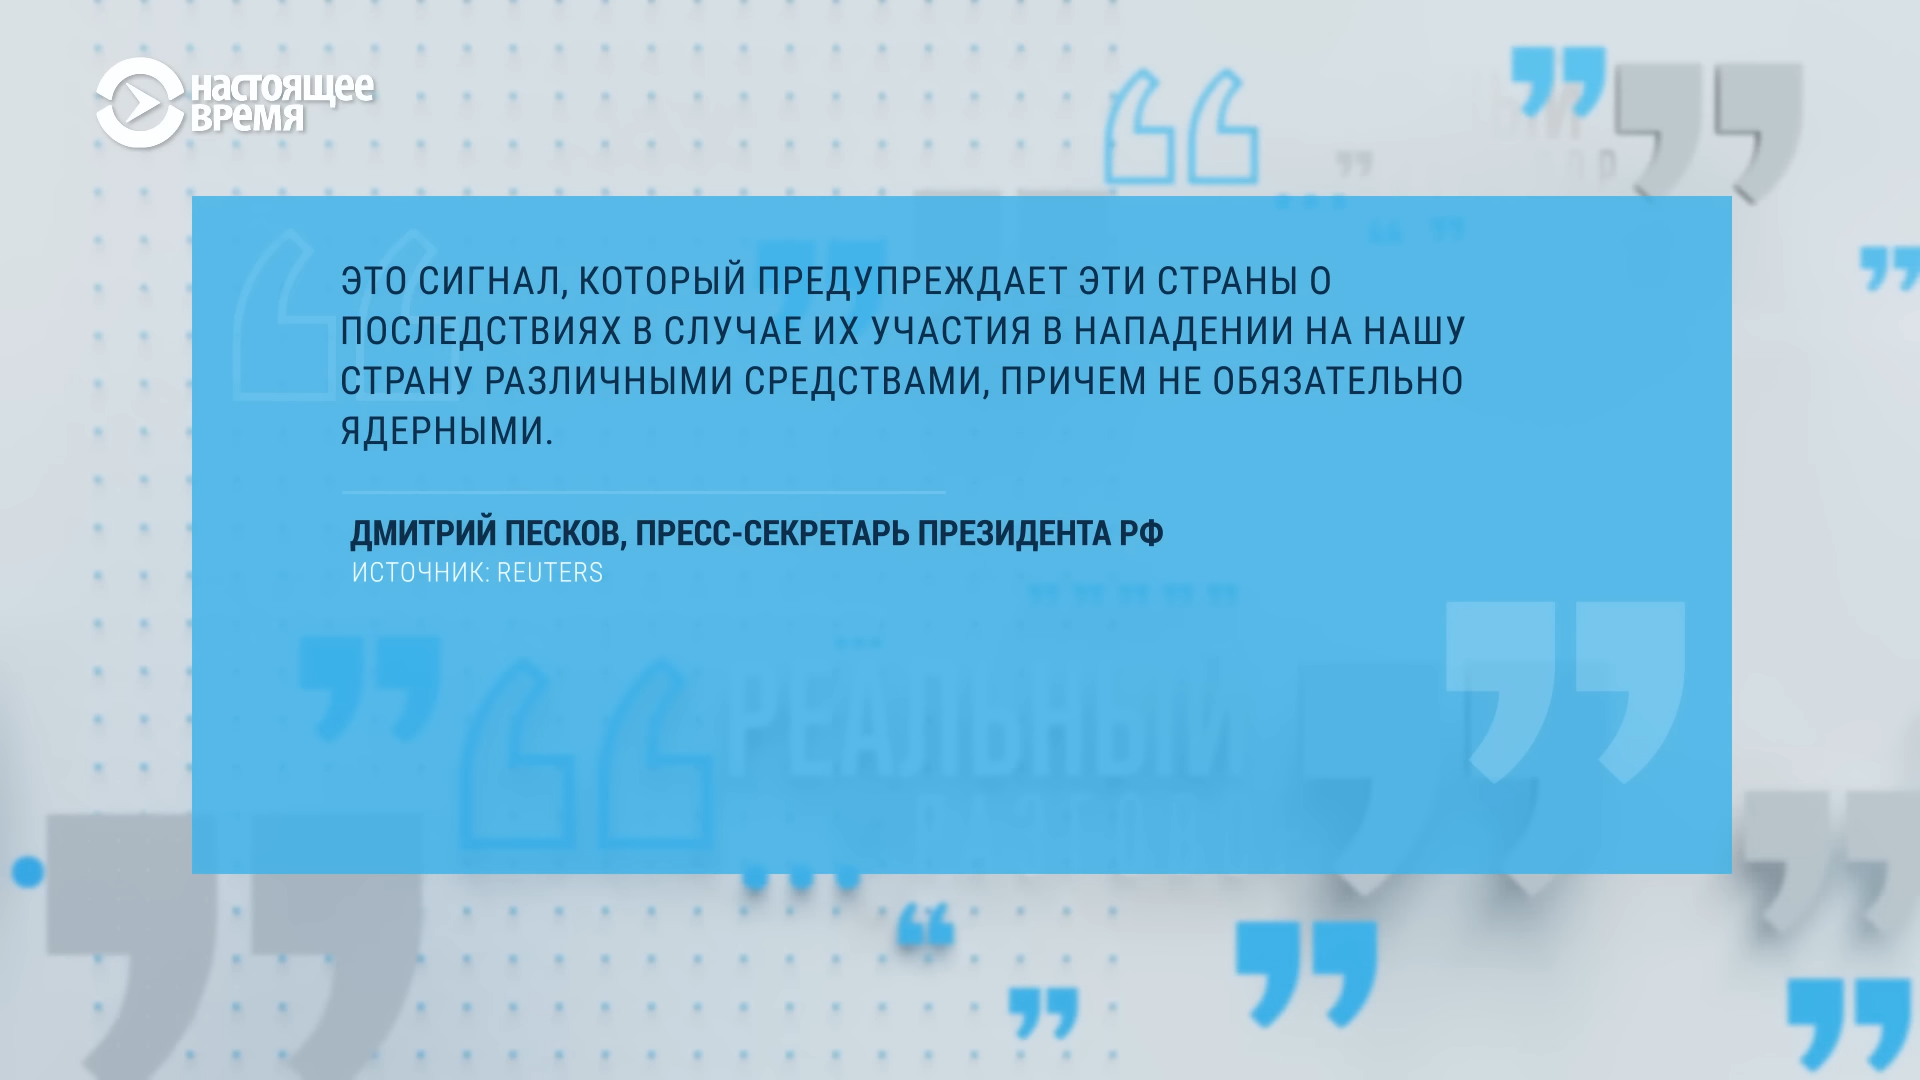 настоящее
время
ЭТО СИГНАЛ, КОТОРЫЙ ПРЕДУПРЕЖДАЕТ ЭТИ СТРАНЫ О
ПОСЛЕДСТВИЯХ В СЛУЧАЕ ИХ УЧАСТИЯ В НАПАДЕНИИ НА НАШУ
СТРАНУ РАЗЛИЧНЫМИ СРЕДСТВАМИ, ПРИЧЕМ НЕ ОБЯЗАТЕЛЬНО
ЯДЕРНЫМИ.
ДМИТРИЙ ПЕСКОВ, ПРЕСС-СЕКРЕТАРЬ ПРЕЗИДЕНТА РФ
ИСТОЧНИК: REUTERS
РЕАЛЬНЫЙ